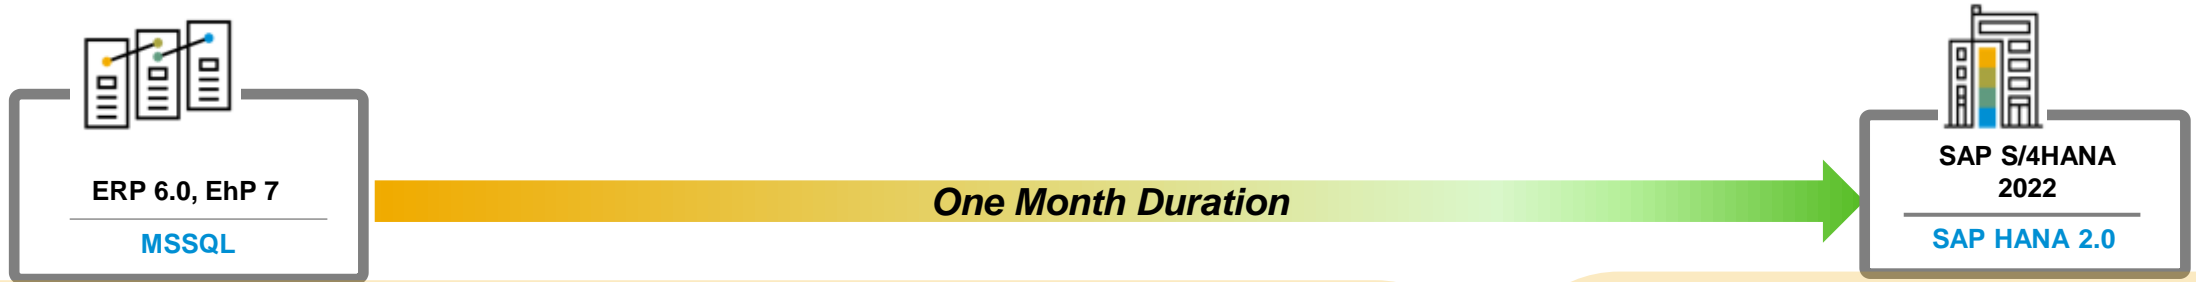 ERP 6.0, EhP 7
MSSQL
One Month Duration
SAP S/4HANA
2022
SAP HANA 2.0